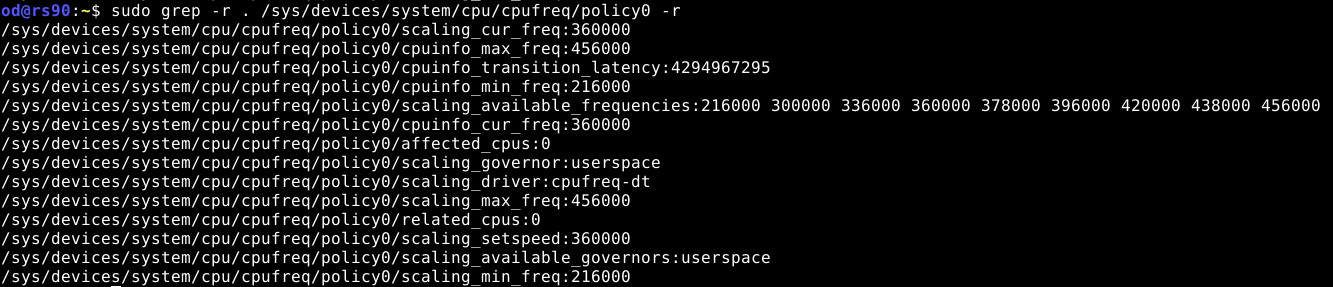 od@rs90:~$ sudo grep -r . /sys/devices/system/cpu/cpufreq/policy0 -r
/sys/devices/system/cpu/cpufreq/policy0/scaling_cur_freq:360000
/sys/devices/system/cpu/cpufreq/policy0/cpuinfo_max_freq:456000
/sys/devices/system/cpu/cpufreq/policy0/cpuinfo_transition_latency:4294967295
/sys/devices/system/cpu/cpufreq/policy0/cpuinfo_min_freq:216000
/sys/devices/system/cpu/cpufreq/policy0/scaling_available_frequencies:216000 300000 336000 360000 378000 396000 420000 438000 456000
/sys/devices/system/cpu/cpufreq/policy0/cpuinfo_cur_freq:360000
/sys/devices/system/cpu/cpufreq/policy0/affected_cpus:0
/sys/devices/system/cpu/cpufreq/policy0/scaling_governor:userspace
/sys/devices/system/cpu/cpufreq/policy0/scaling_driver:cpufreq-dt
/sys/devices/system/cpu/cpufreq/policy0/scaling_max_freq:456000
/sys/devices/system/cpu/cpufreq/policy0/related_cpus:0
/sys/devices/system/cpu/cpufreq/policy0/scaling_setspeed:360000
/sys/devices/system/cpu/cpufreq/policy0/scaling_available_governors:userspace
/sys/devices/system/cpu/cpufreq/policy0/scaling_min_freq:216000